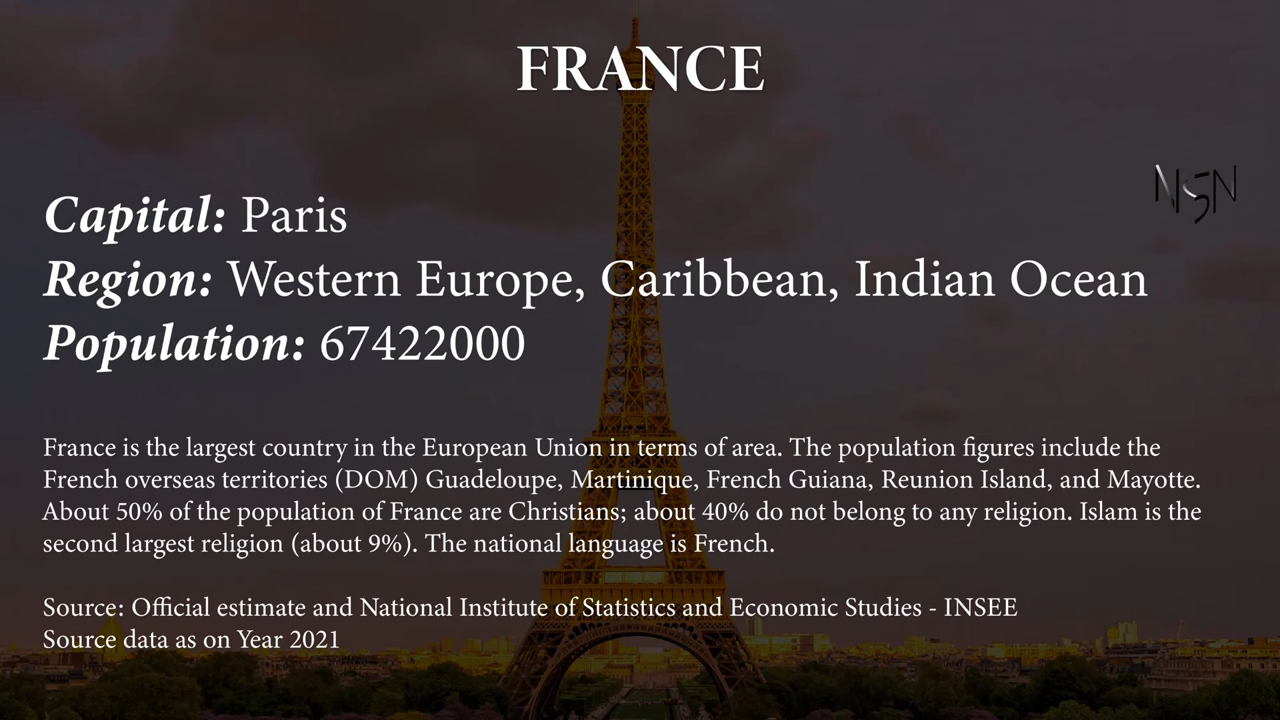 FRANCE
NSN
Capital: Paris
Region: Western Europe, Caribbean, Indian Ocean
Population: 67422000
France is the largest country in the European Union in terms of area. The population figures include the
French overseas territories (DOM) Guadeloupe, Martinique, French Guiana, Reunion Island, and Mayotte.
About 50% of the population of France are Christians; about 40% do not belong to any religion. Islam is the
second largest religion (about 9%). The national language is French.
Source: Official estimate and National Institute of Statistics and Economic Studies - INSEE
Source data as on Year 2021